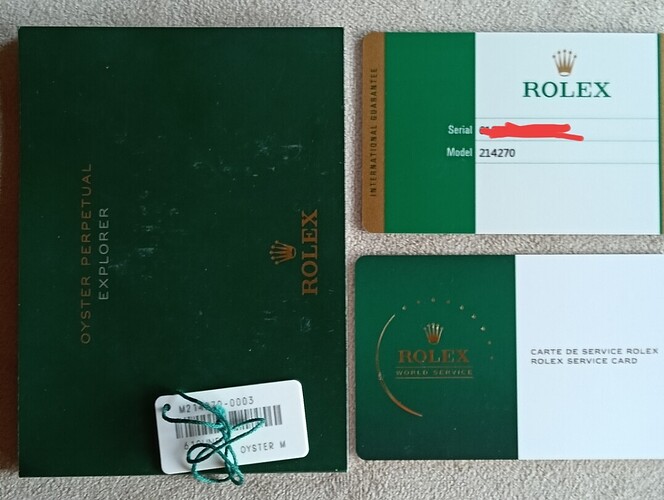 OYSTER PERPETUAL
EXPLORER
ROLEX
OYSTER M
INTERNATIONAL GUARANTEE
ROLEX
Serial
Model 214270
ROLEX
WORLD SERVICE
CARTE DE SERVICE ROLEX
ROLEX SERVICE CARD